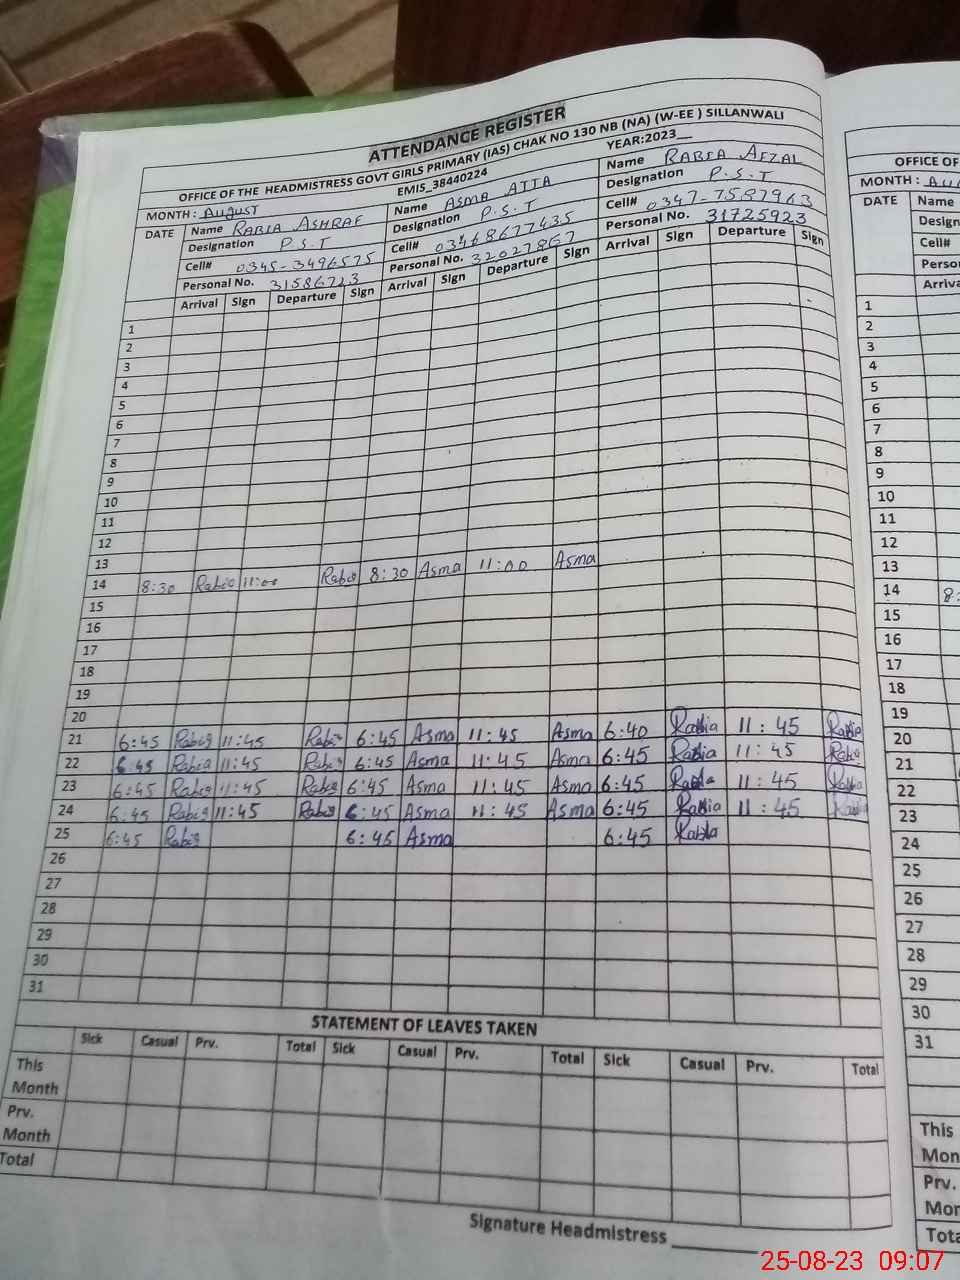 ATTENDANCE REGISTER
OFFICE OF THE HEADMISTRESS GOVT GIRLS PRIMARY (IAS) CHAK NO 130 NB (NA) (W-EE ) SILLANWALI
EMIS_38440224 YEAR:2023__
MONTH : August
DATE Name RABIA ASHRAF Name ASMA ATTA Name RABIA AFZAL
Designation P.S.T Designation P.S.T Designation P.S.T
Cell# 0345-3496575 Cell# 03468677435 Cell# 0347-7587963
Personal No. 31586723 Personal No. 32027867 Personal No. 31725923
Arrival Sign Departure Sign Arrival Sign Departure Sign Arrival Sign Departure Sign
1
2
3
4
5
6
7
8
9
10
11
12
13
14 8:30 Rabia 11:00 Rabia 8:30 Asma 11:00 Asma
15
16
17
18
19
20
21 6:45 Rabia 11:45 Rabia 6:45 Asma 11:45 Asma 6:40 Rabia 11:45 Rabia
22 6:45 Rabia 11:45 Rabia 6:45 Asma 11:45 Asma 6:45 Rabia 11:45 Rabia
23 6:45 Rabia 11:45 Rabia 6:45 Asma 11:45 Asma 6:45 Rabia 11:45 Rabia
24 6:45 Rabia 11:45 Rabia 6:45 Asma 11:45 Asma 6:45 Rabia 11:45 Rabia
25 6:45 Rabia 6:45 Asma 6:45 Rabia
26
27
28
29
30
31
STATEMENT OF LEAVES TAKEN
Sick Casual Prv. Total Sick Casual Prv. Total Sick Casual Prv. Total
This Month
Prv. Month
Total
Signature Headmistress ________
OFFICE OF
MONTH :
DATE Name
Cell#
1
2
3
4
5
6
7
8
9
10
11
12
13
14 8:
15
16
17
18
19
20
21
22
23
24
25
26
27
28
29
30
31
This
Prv.
25-08-23 09:07